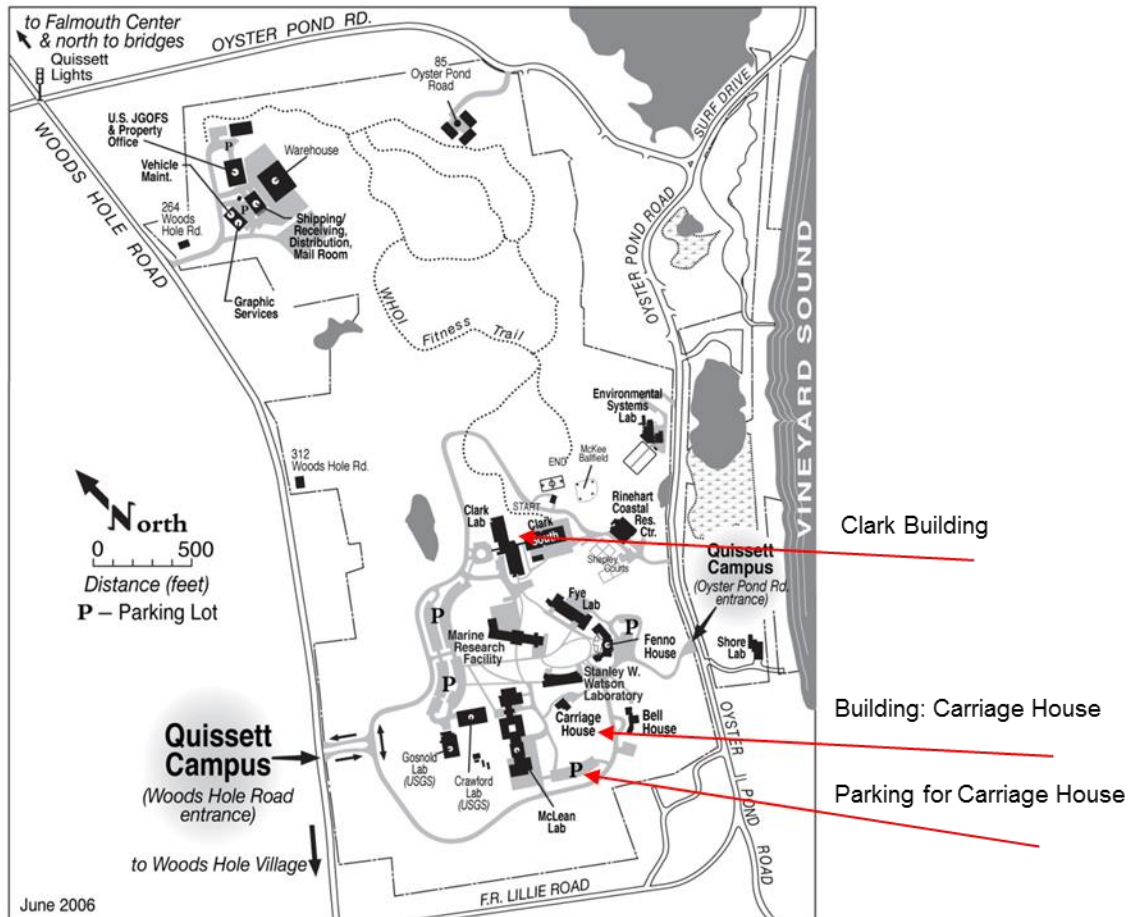 to Falmouth Center
& north to bridges
Quissett
Lights
OYSTER POND RD.
85
Oyster Pond
Road
SURF DRIVE
U.S. JGOFS
& Property
Office
P
Warehouse
Vehicle
Maint.
P
264
Woods
Hole Rd.
Shipping/
Receiving,
Distribution,
Mail Room
Graphic
Services
WOODS HOLE ROAD
WHOI Fitness Trail
OYSTER POND ROAD
VINEYARD SOUND
Environmental
Systems
Lab
McKee
Ballfield
END
START
312
Woods Hole Rd.
North
0 500
Distance (feet)
P – Parking Lot
Clark
Lab
Clark
South
Rinehart
Coastal
Res.
Ctr.
Shepley
Courts
Clark Building
Quissett
Campus
(Oyster Pond Rd.
entrance)
Fye
Lab
P
P
Marine
Research
Facility
Fenno
House
Shore
Lab
Stanley W.
Watson
Laboratory
P
Carriage
House
Bell
House
Building: Carriage House
Quissett
Campus
(Woods Hole Road
entrance)
Gosnold
Lab
(USGS)
Crawford
Lab
(USGS)
P
McLean
Lab
Parking for Carriage House
OYSTER POND ROAD
to Woods Hole Village
F.R. LILLIE ROAD
June 2006